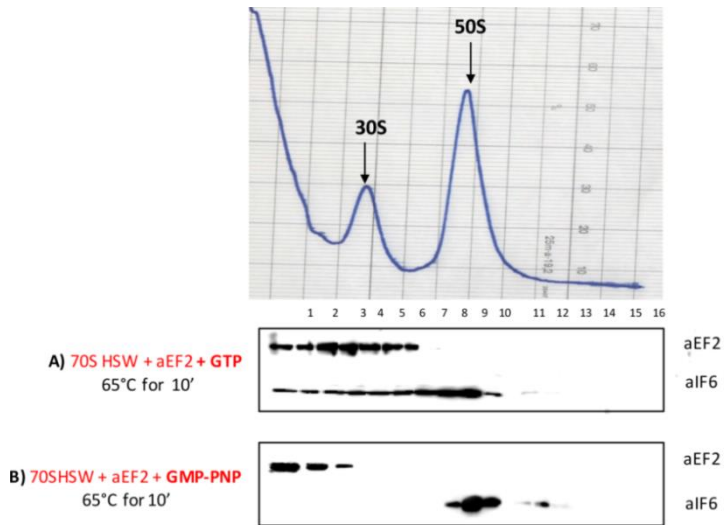 50S
30S
1 2 3 4 5 6 7 8 9 10 11 12 13 14 15 16
A) 70S HSW + aEF2 + GTP
65°C for 10’
aEF2
aIF6
B) 70SHSW + aEF2 + GMP-PNP
65°C for 10’
aEF2
aIF6